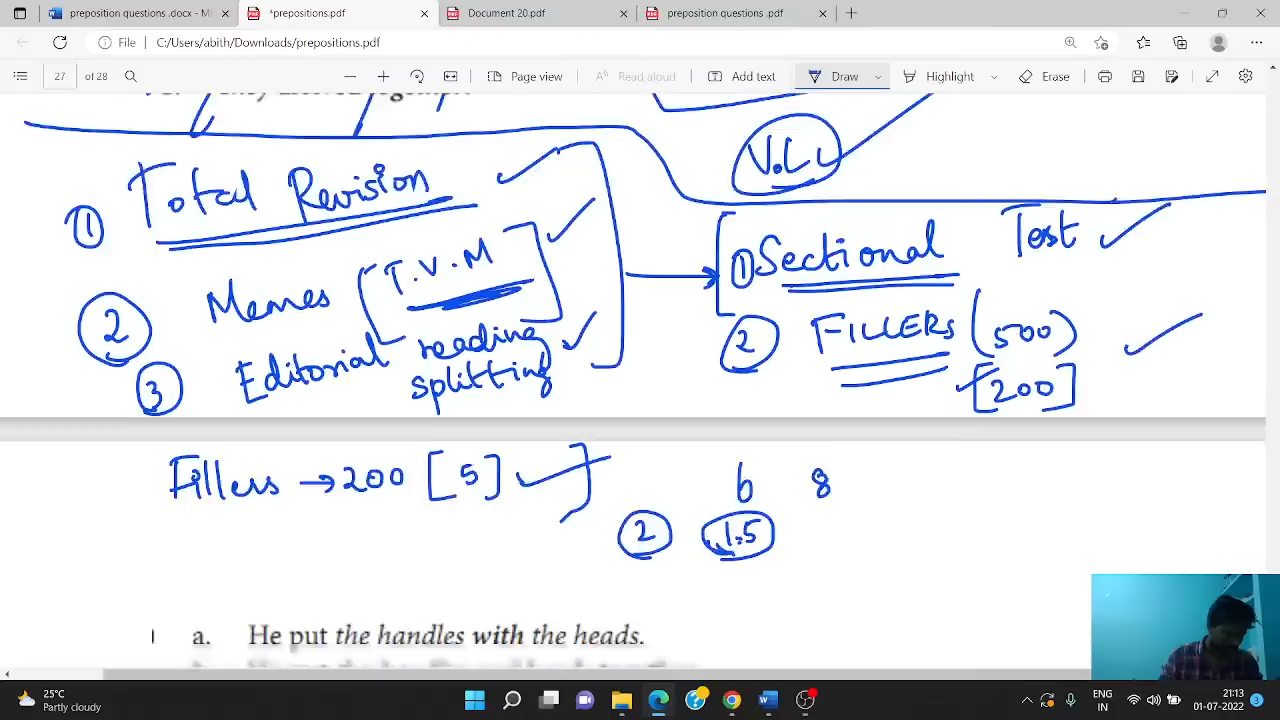 preposition questions .docx - Mi
*prepositions.pdf
Document 20.pdf
preposition questions .pdf
File
C:/Users/abith/Downloads/prepositions.pdf
27 of 28
Page view
Read aloud
Add text
Draw
Highlight
Erase
V.L
① Total Revision
② Memes [T.V.M]
③ Editorial reading
splitting
① Sectional Test
② FILLERS (500)
[200]
Fillers → 200 [5]
6 8
2 1.5
a. He put the handles with the heads.
25°C
Partly cloudy
ENG
IN
21:13
01-07-2022
3